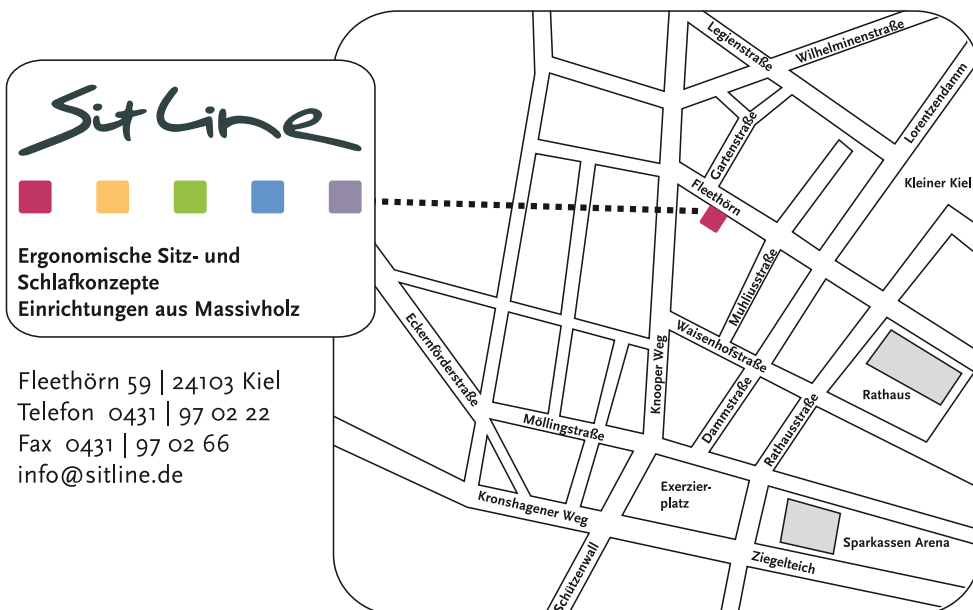 Sitline
Ergonomische Sitz- und
Schlafkonzepte
Einrichtungen aus Massivholz
Fleethörn 59 | 24103 Kiel
Telefon 0431 | 97 02 22
Fax 0431 | 97 02 66
info@sitline.de
Legienstraße
Wilhelminenstraße
Lorentzendamm
Gartenstraße
Kleiner Kiel
Fleethörn
Muhliusstraße
Eckernförderstraße
Waisenhofstraße
Knooper Weg
Rathaus
Dammstraße
Rathausstraße
Möllingstraße
Exerzier-
platz
Kronshagener Weg
Sparkassen Arena
Ziegelteich
Schützenwall